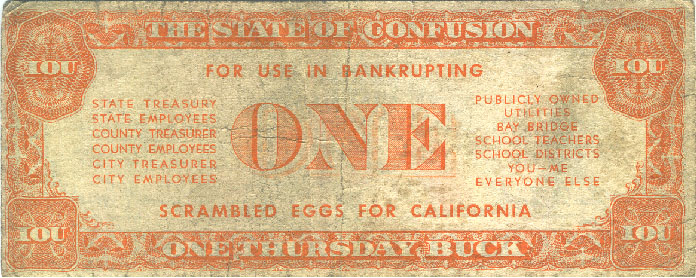 THE STATE OF CONFUSION
IOU
IOU
FOR USE IN BANKRUPTING
STATE TREASURY
STATE EMPLOYEES
COUNTY TREASURER
COUNTY EMPLOYEES
CITY TREASURER
CITY EMPLOYEES
ONE
PUBLICLY OWNED
UTILITIES
BAY BRIDGE
SCHOOL TEACHERS
SCHOOL DISTRICTS
YOU—ME
EVERYONE ELSE
SCRAMBLED EGGS FOR CALIFORNIA
IOU
IOU
ONE THURSDAY BUCK